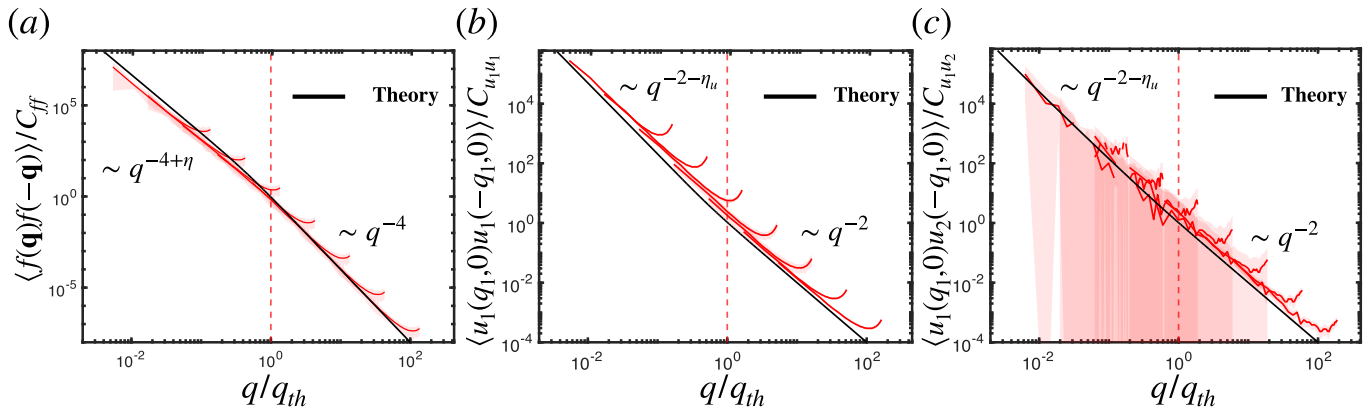 (a)
⟨f(q)f(−q)⟩/C_{ff}
10^5
10^0
10^{-5}
Theory
~ q^{-4+η}
~ q^{-4}
10^{-2}
10^0
10^2
q/q_{th}
(b)
⟨u_1(q_1,0)u_1(−q_1,0)⟩/C_{u_1u_1}
10^4
10^2
10^0
10^{-2}
10^{-4}
~ q^{-2-η_u}
Theory
~ q^{-2}
10^{-2}
10^0
10^2
q/q_{th}
(c)
⟨u_1(q_1,0)u_2(−q_1,0)⟩/C_{u_1u_2}
10^4
10^2
10^0
10^{-2}
10^{-4}
~ q^{-2-η_u}
Theory
~ q^{-2}
10^{-2}
10^0
10^2
q/q_{th}